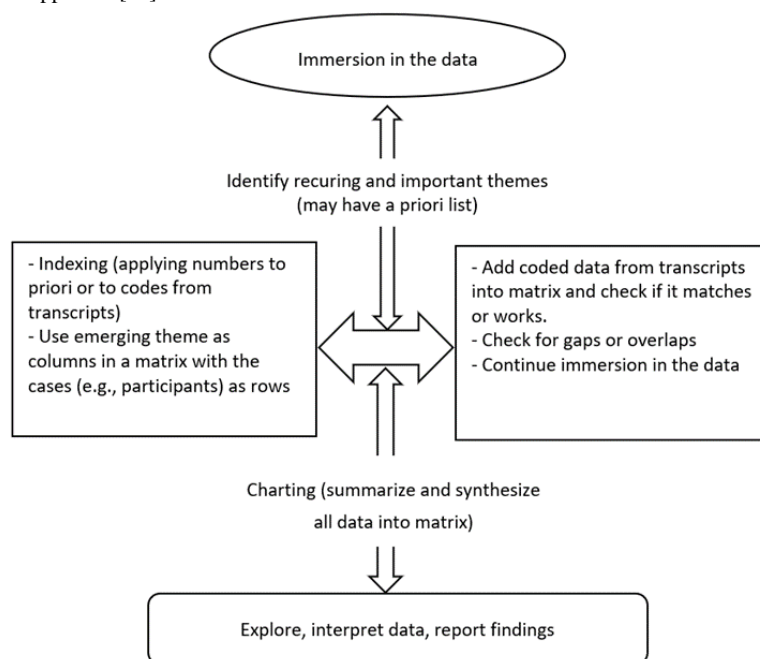 Immersion in the data
Identify recuring and important themes
(may have a priori list)
- Indexing (applying numbers to
priori or to codes from
transcripts)
- Use emerging theme as
columns in a matrix with the
cases (e.g., participants) as rows
- Add coded data from transcripts
into matrix and check if it matches
or works.
- Check for gaps or overlaps
- Continue immersion in the data
Charting (summarize and synthesize
all data into matrix)
Explore, interpret data, report findings